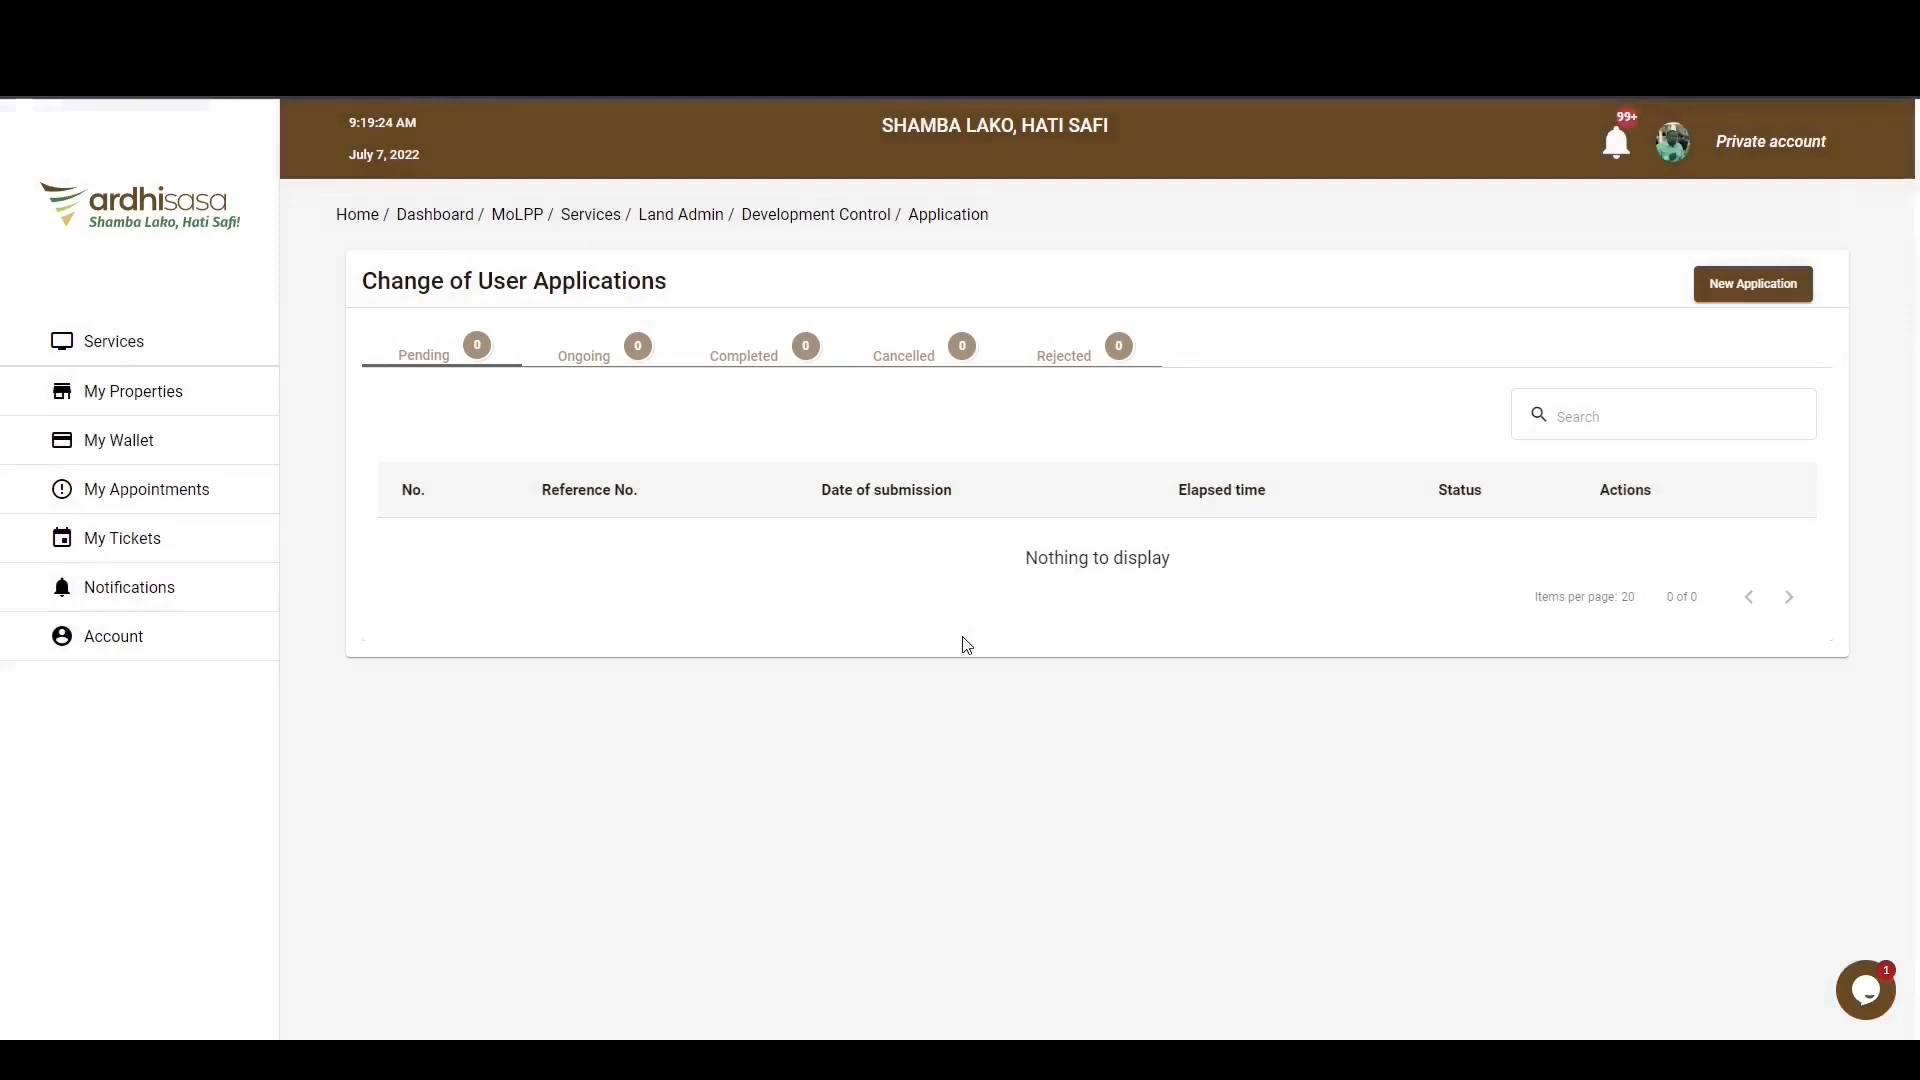 9:19:24 AM
SHAMBA LAKO, HATI SAFI
99+
Private account
July 7, 2022
ardhisasa
Shamba Lako, Hati Safi!
Home / Dashboard / MoLPP / Services / Land Admin / Development Control / Application
Change of User Applications
New Application
Services
My Properties
My Wallet
My Appointments
My Tickets
Notifications
Account
Pending 0 Ongoing 0 Completed 0 Cancelled 0 Rejected 0
Search
No. Reference No. Date of submission Elapsed time Status Actions
Nothing to display
Items per page: 20 0 of 0
1